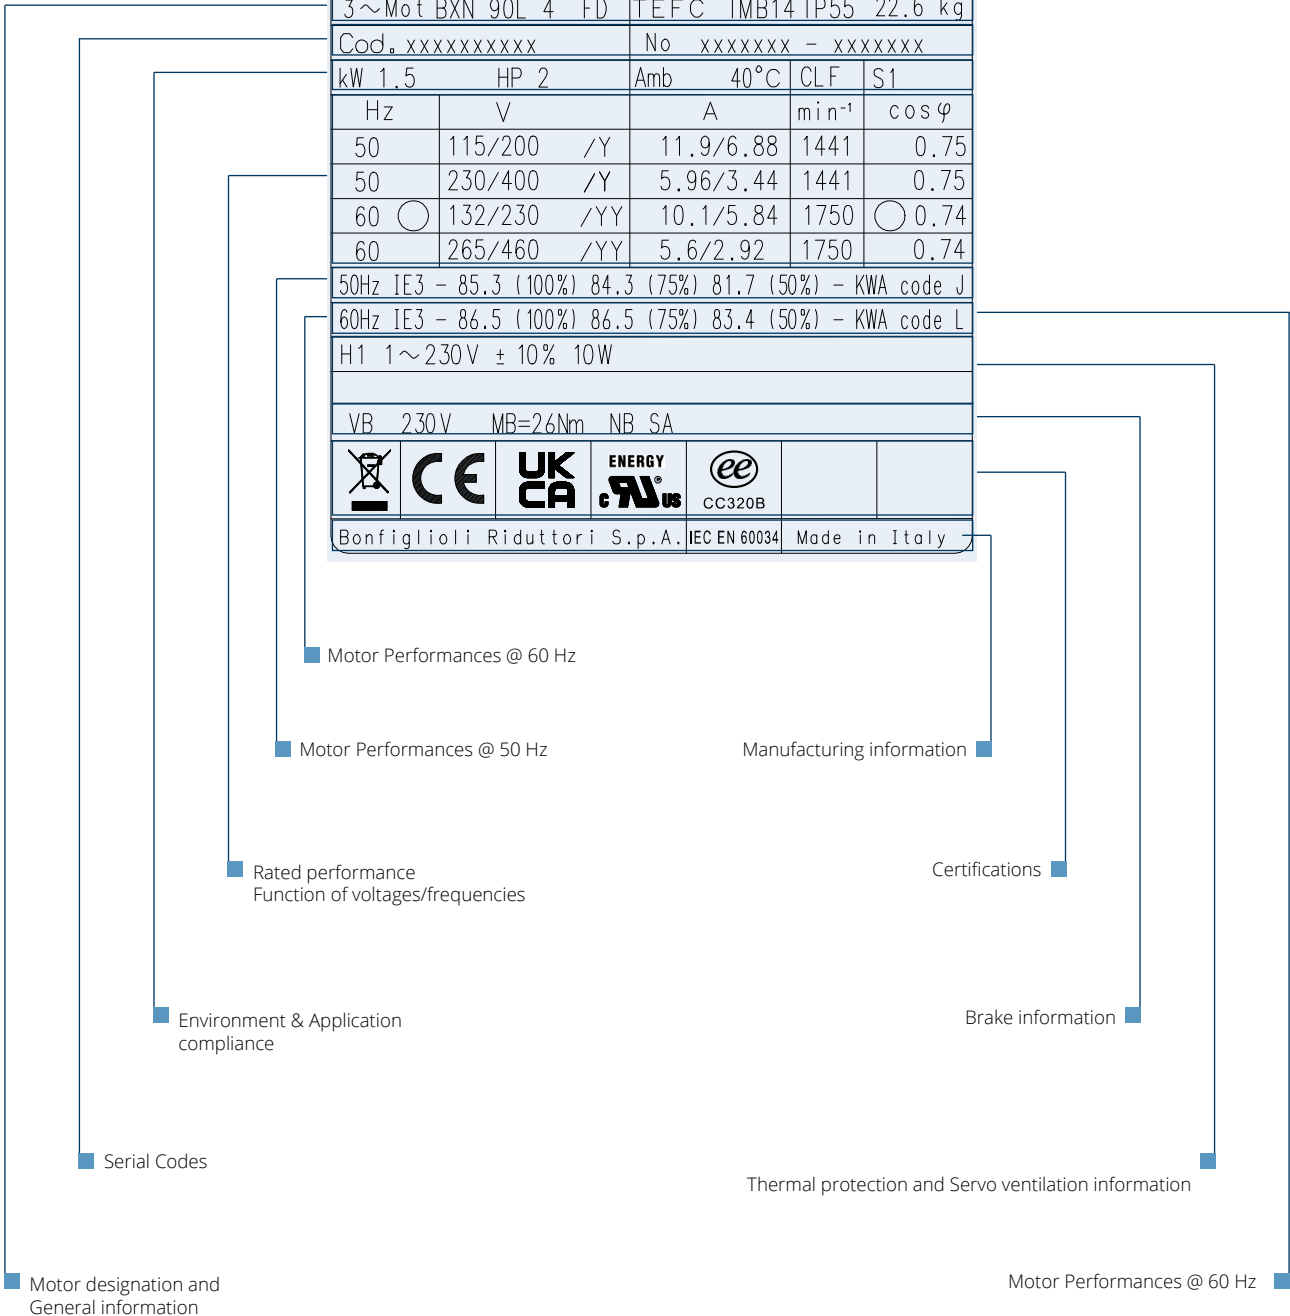 3~Mot BXN 90L 4 FD TEFC IMB14 IP55 22.6 kg
Cod. xxxxxxxxxx No xxxxxxx - xxxxxxx
kW 1.5 HP 2 Amb 40°C CLF S1
Hz V A min⁻¹ cosφ
50 115/200 /Y 11.9/6.88 1441 0.75
50 230/400 /Y 5.96/3.44 1441 0.75
60 132/230 /YY 10.1/5.84 1750 0.74
60 265/460 /YY 5.6/2.92 1750 0.74
50Hz IE3 - 85.3 (100%) 84.3 (75%) 81.7 (50%) - KWA code J
60Hz IE3 - 86.5 (100%) 86.5 (75%) 83.4 (50%) - KWA code L
H1 1~230V ± 10% 10W
VB 230V MB=26Nm NB SA
CE UK CA ENERGY c RU US ee CC320B
Bonfiglioli Riduttori S.p.A. IEC EN 60034 Made in Italy
Motor Performances @ 60 Hz
Motor Performances @ 50 Hz
Manufacturing information
Rated performance
Function of voltages/frequencies
Certifications
Environment & Application
compliance
Brake information
Serial Codes
Thermal protection and Servo ventilation information
Motor designation and
General information
Motor Performances @ 60 Hz